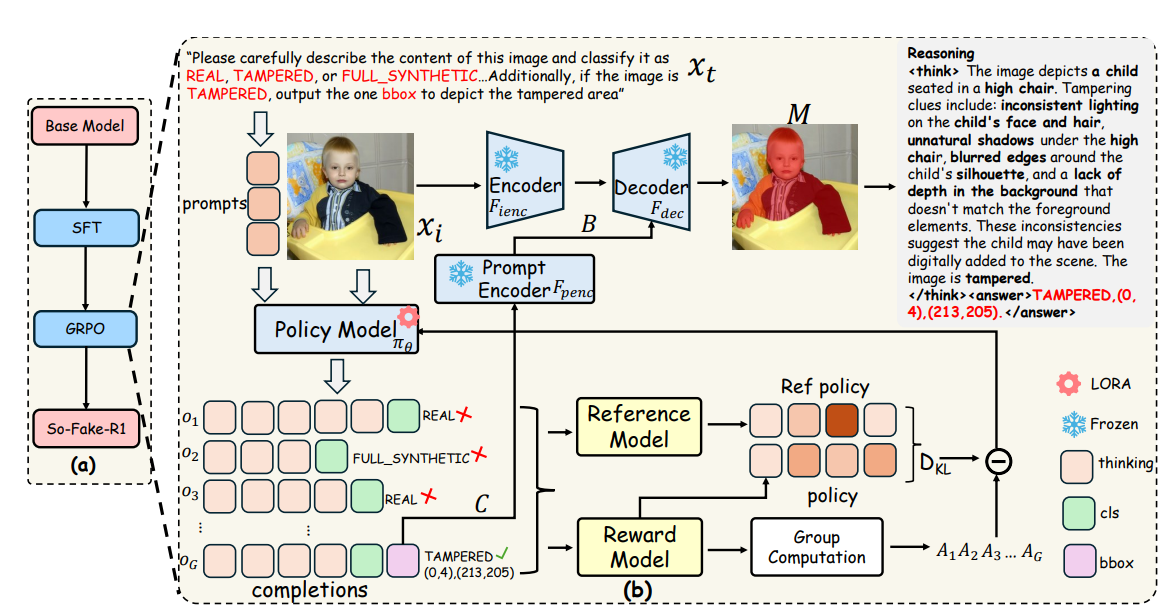 Base Model
SFT
GRPO
So-Fake-R1
(a)
"Please carefully describe the content of this image and classify it as
REAL, TAMPERED, or FULL_SYNTHETIC...Additionally, if the image is
TAMPERED, output the one bbox to depict the tampered area"
x_t
prompts
x_i
Encoder
F_ienc
Decoder
F_dec
M
B
Prompt
Encoder F_penc
Policy Model
π_θ
o_1
REAL
o_2
FULL_SYNTHETIC
o_3
REAL
⋮
⋮
o_G
TAMPERED
(0,4),(213,205)
completions
C
Reference
Model
Reward
Model
(b)
Ref policy
policy
D_KL
Group
Computation
A_1 A_2 A_3 ... A_G
Reasoning
<think> The image depicts a child
seated in a high chair. Tampering
clues include: inconsistent lighting
on the child's face and hair,
unnatural shadows under the high
chair, blurred edges around the
child's silhouette, and a lack of
depth in the background that
doesn't match the foreground
elements. These inconsistencies
suggest the child may have been
digitally added to the scene. The
image is tampered.
</think><answer>TAMPERED,(0,
4),(213,205).</answer>
LORA
Frozen
thinking
cls
bbox